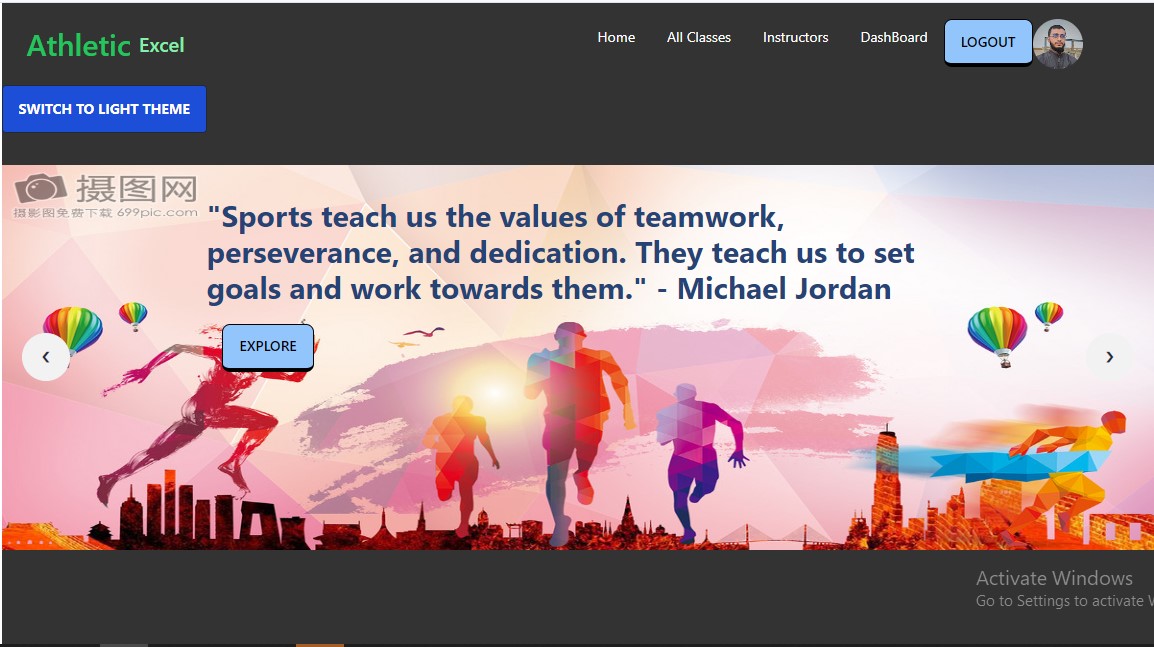 Athletic Excel
Home
All Classes
Instructors
DashBoard
LOGOUT
SWITCH TO LIGHT THEME
摄图网
摄影图免费下载 699pic.com
"Sports teach us the values of teamwork,
perseverance, and dedication. They teach us to set
goals and work towards them." - Michael Jordan
EXPLORE
❮
❯
Activate Windows
Go to Settings to activate W